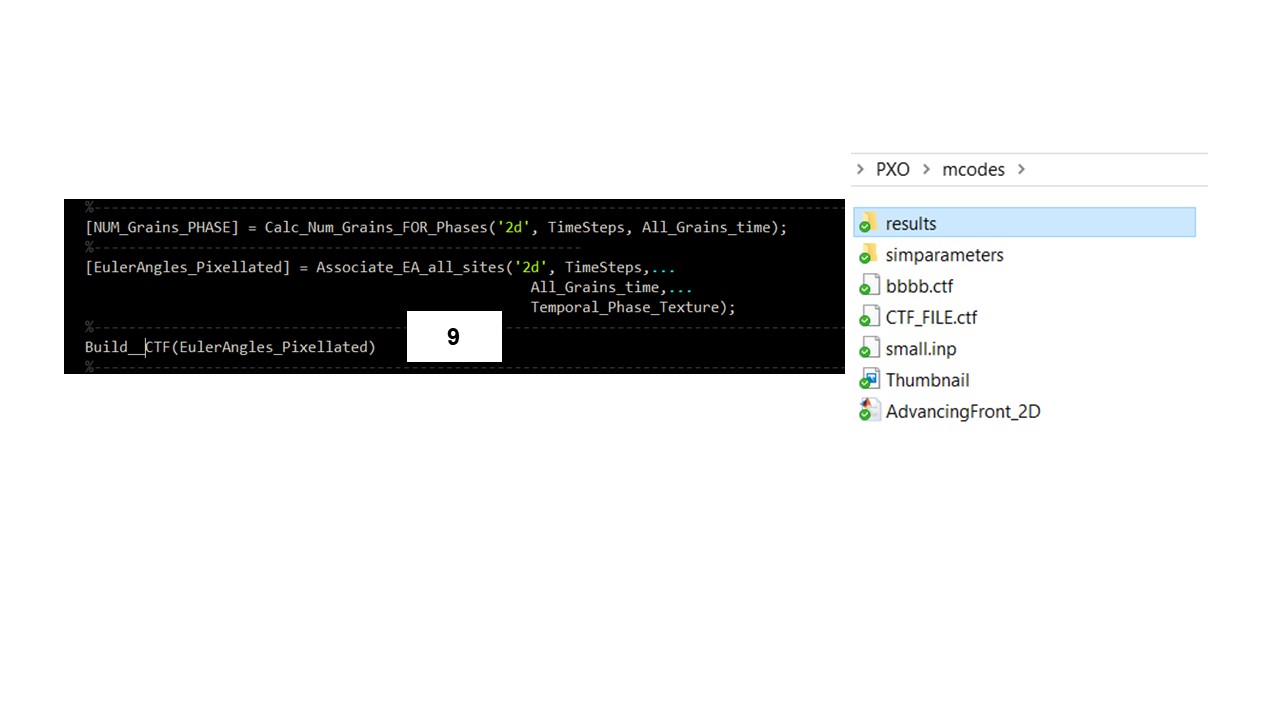 %
[NUM_Grains_PHASE] = Calc_Num_Grains_FOR_Phases('2d', TimeSteps, All_Grains_time);
%
[EulerAngles_Pixellated] = Associate_EA_all_sites('2d', TimeSteps,...
All_Grains_time,...
Temporal_Phase_Texture);
%
Build__CTF(EulerAngles_Pixellated)
%
9
> PXO > mcodes >
results
simparameters
bbbb.ctf
CTF_FILE.ctf
small.inp
Thumbnail
AdvancingFront_2D